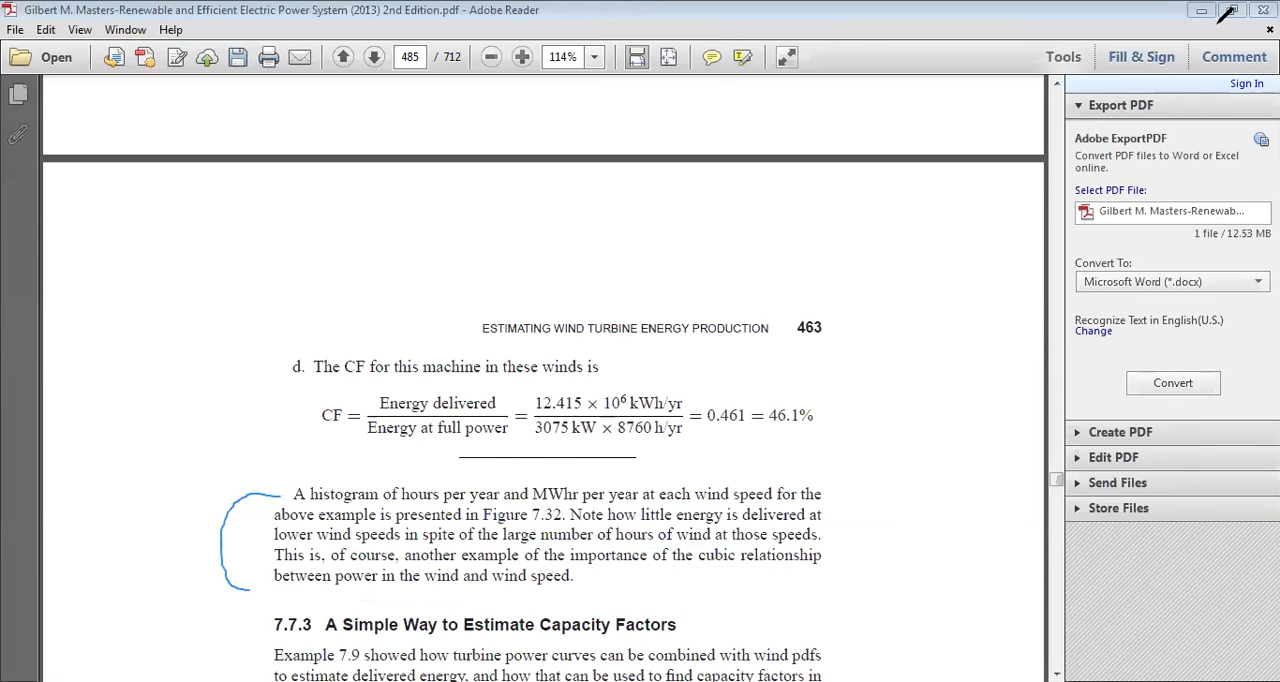 Gilbert M. Masters-Renewable and Efficient Electric Power System (2013) 2nd Edition.pdf - Adobe Reader
File Edit View Window Help
Open 485 / 712 114% Tools Fill & Sign Comment
Sign In
Export PDF
Adobe ExportPDF
Convert PDF files to Word or Excel
online.
Select PDF File:
Gilbert M. Masters-Renewab...
1 file / 12.53 MB
Convert To:
Microsoft Word (*.docx)
Recognize Text in English(U.S.)
Change
Convert
Create PDF
Edit PDF
Send Files
Store Files
ESTIMATING WIND TURBINE ENERGY PRODUCTION 463
d. The CF for this machine in these winds is
CF = Energy delivered / Energy at full power = 12.415 × 10⁶ kWh/yr / 3075 kW × 8760 h/yr = 0.461 = 46.1%
A histogram of hours per year and MWhr per year at each wind speed for the
above example is presented in Figure 7.32. Note how little energy is delivered at
lower wind speeds in spite of the large number of hours of wind at those speeds.
This is, of course, another example of the importance of the cubic relationship
between power in the wind and wind speed.
7.7.3 A Simple Way to Estimate Capacity Factors
Example 7.9 showed how turbine power curves can be combined with wind pdfs
to estimate delivered energy, and how that can be used to find capacity factors in